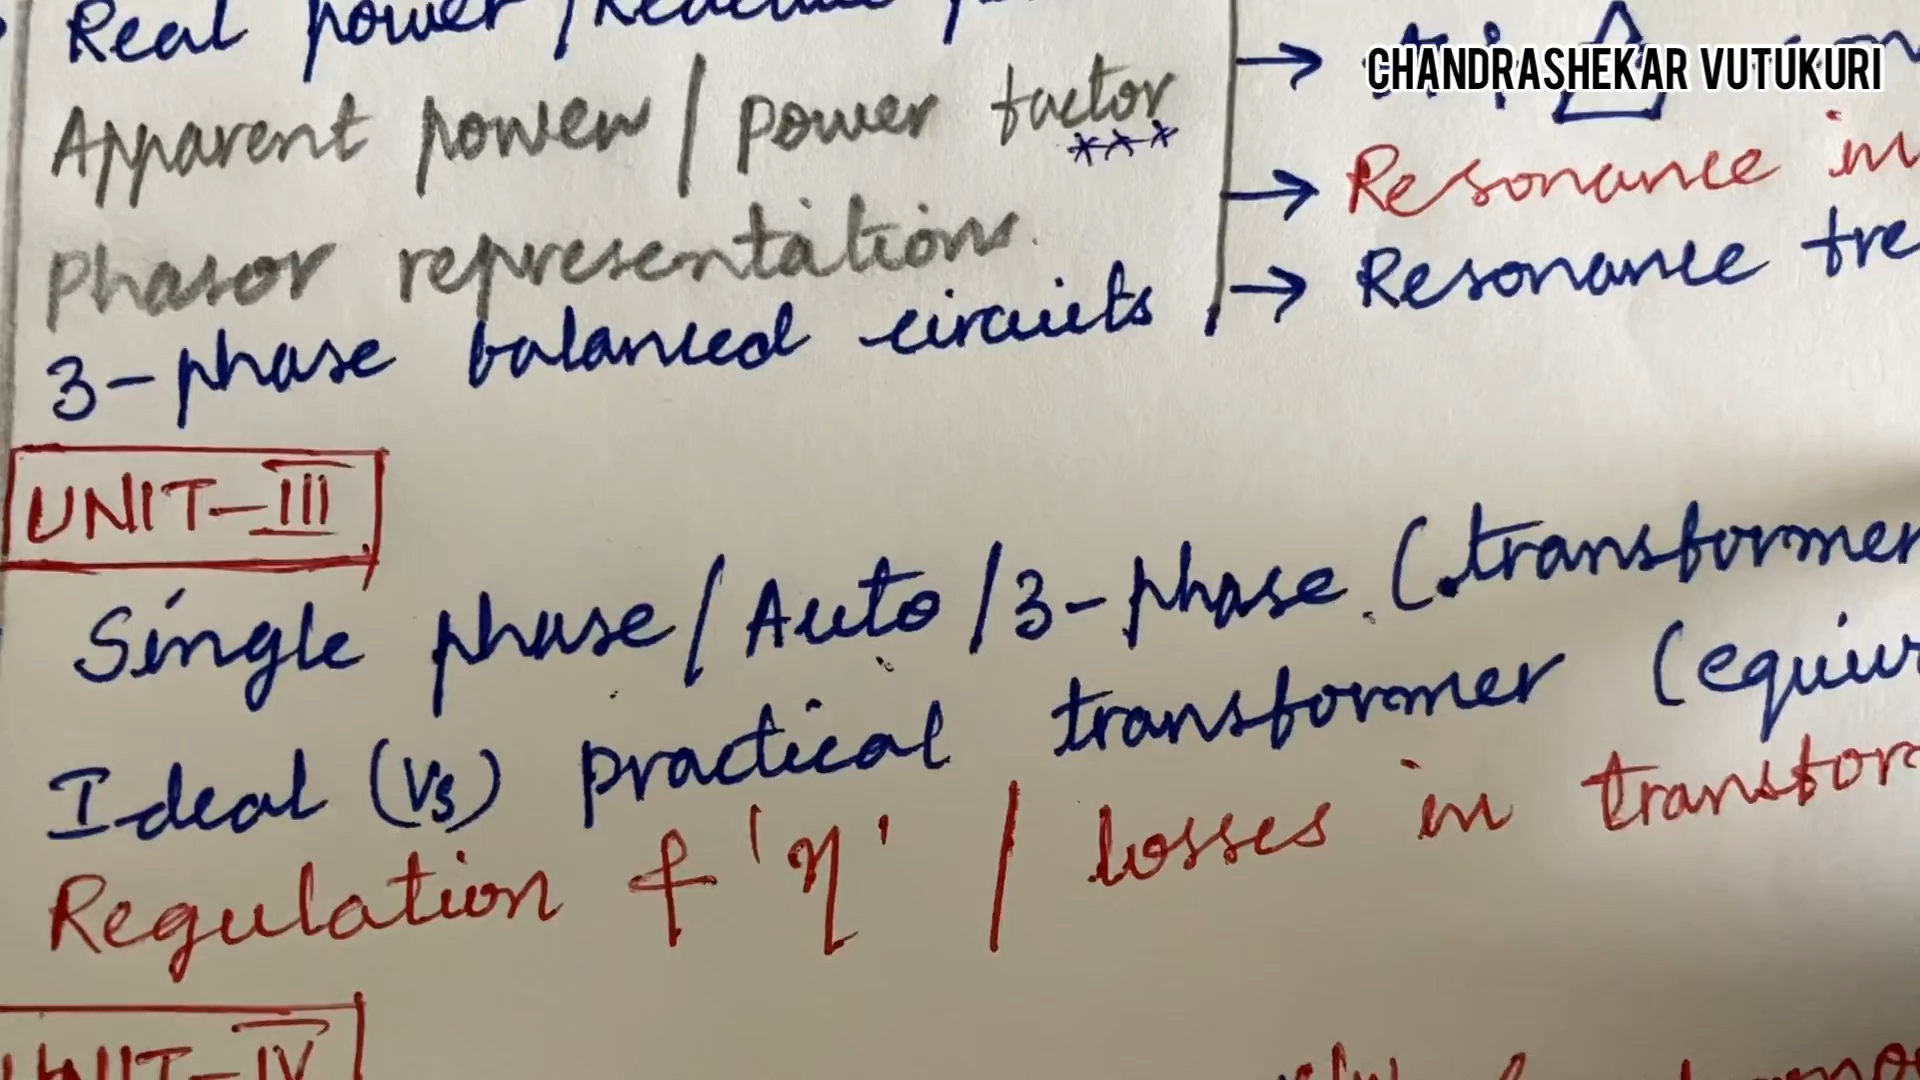 Real power /
Apparent power / Power factor
***
Phasor representations.
3-phase balanced circuits
→
CHANDRASHEKAR VUTUKURI
→ Resonance in
→ Resonance fre
UNIT-III
Single phase / Auto / 3-phase. (transformer
Ideal (Vs) practical transformer (equiv
Regulation & 'η' / losses in transfor
UNIT-IV